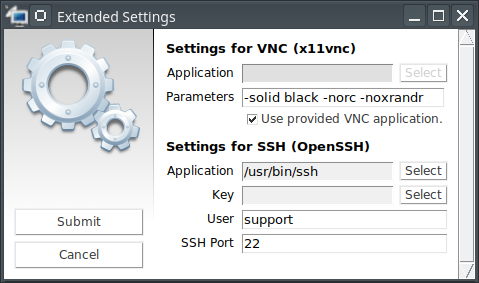 Extended Settings
Settings for VNC (x11vnc)
Application Select
Parameters -solid black -norc -noxrandr
Use provided VNC application.
Settings for SSH (OpenSSH)
Application /usr/bin/ssh Select
Key Select
User support
SSH Port 22
Submit
Cancel